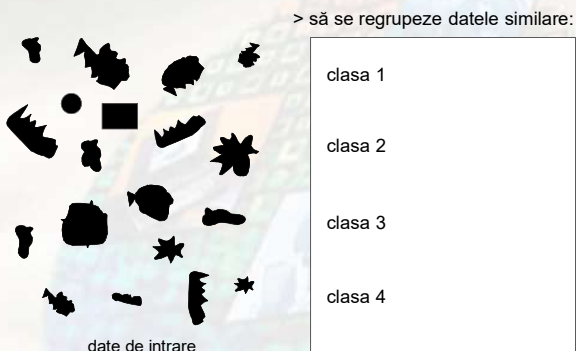 > să se regrupeze datele similare:
clasa 1
clasa 2
clasa 3
clasa 4
date de intrare